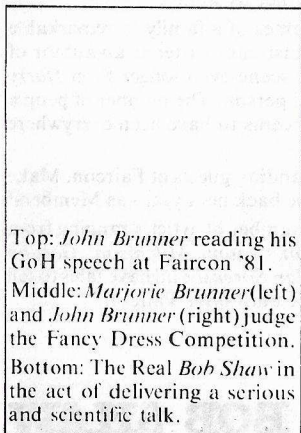 Top: John Brunner reading his
GoH speech at Faircon '81.
Middle: Marjorie Brunner(left)
and John Brunner (right) judge
the Fancy Dress Competition.
Bottom: The Real Bob Shaw in
the act of delivering a serious
and scientific talk.